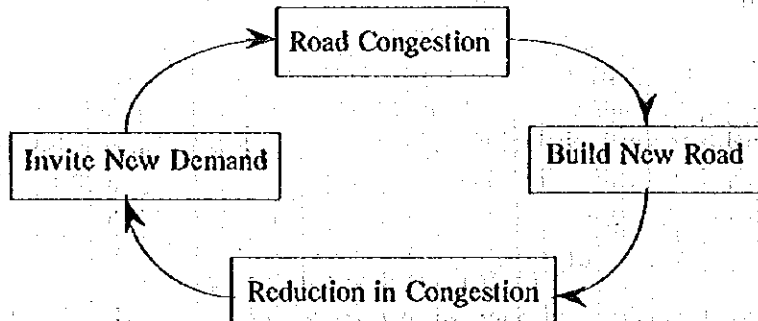 Road Congestion
Build New Road
Reduction in Congestion
Invite New Demand